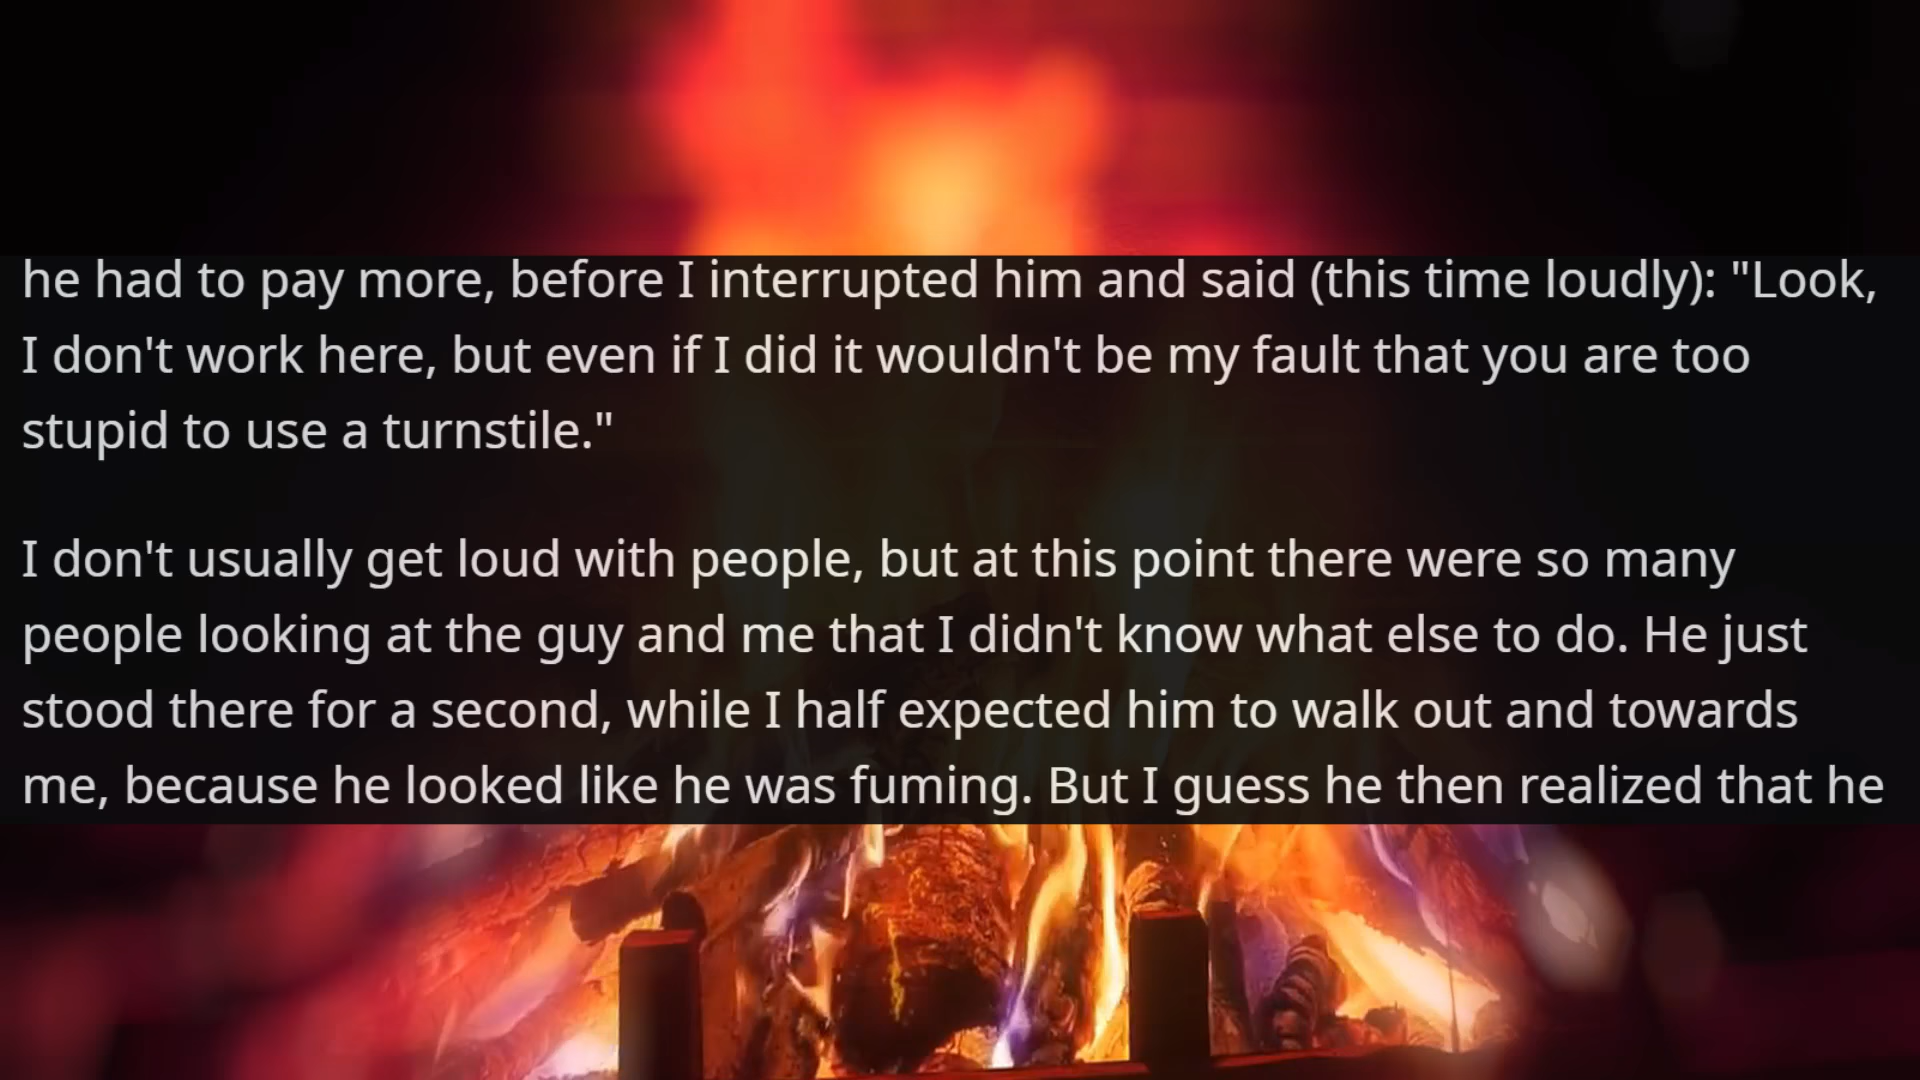 he had to pay more, before I interrupted him and said (this time loudly): "Look,
I don't work here, but even if I did it wouldn't be my fault that you are too
stupid to use a turnstile."
I don't usually get loud with people, but at this point there were so many
people looking at the guy and me that I didn't know what else to do. He just
stood there for a second, while I half expected him to walk out and towards
me, because he looked like he was fuming. But I guess he then realized that he